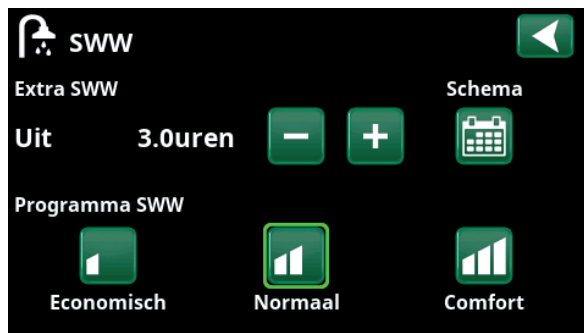 SWW
Extra SWW
Schema
Uit 3.0uren
Programma SWW
Economisch Normaal Comfort